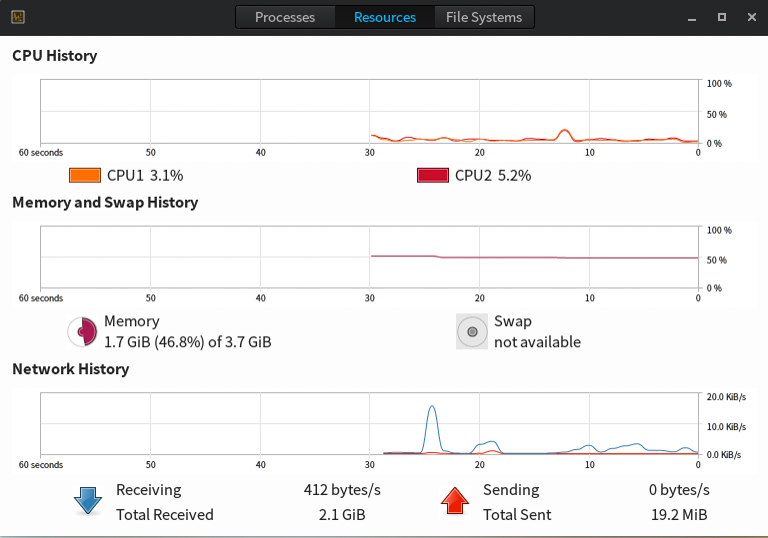 Processes Resources File Systems
CPU History
100 %
50 %
0 %
60 seconds 50 40 30 20 10 0
CPU1 3.1% CPU2 5.2%
Memory and Swap History
100 %
50 %
0 %
60 seconds 50 40 30 20 10 0
Memory Swap
1.7 GiB (46.8%) of 3.7 GiB not available
Network History
20.0 KiB/s
10.0 KiB/s
0.0 KiB/s
60 seconds 50 40 30 20 10 0
Receiving 412 bytes/s Sending 0 bytes/s
Total Received 2.1 GiB Total Sent 19.2 MiB